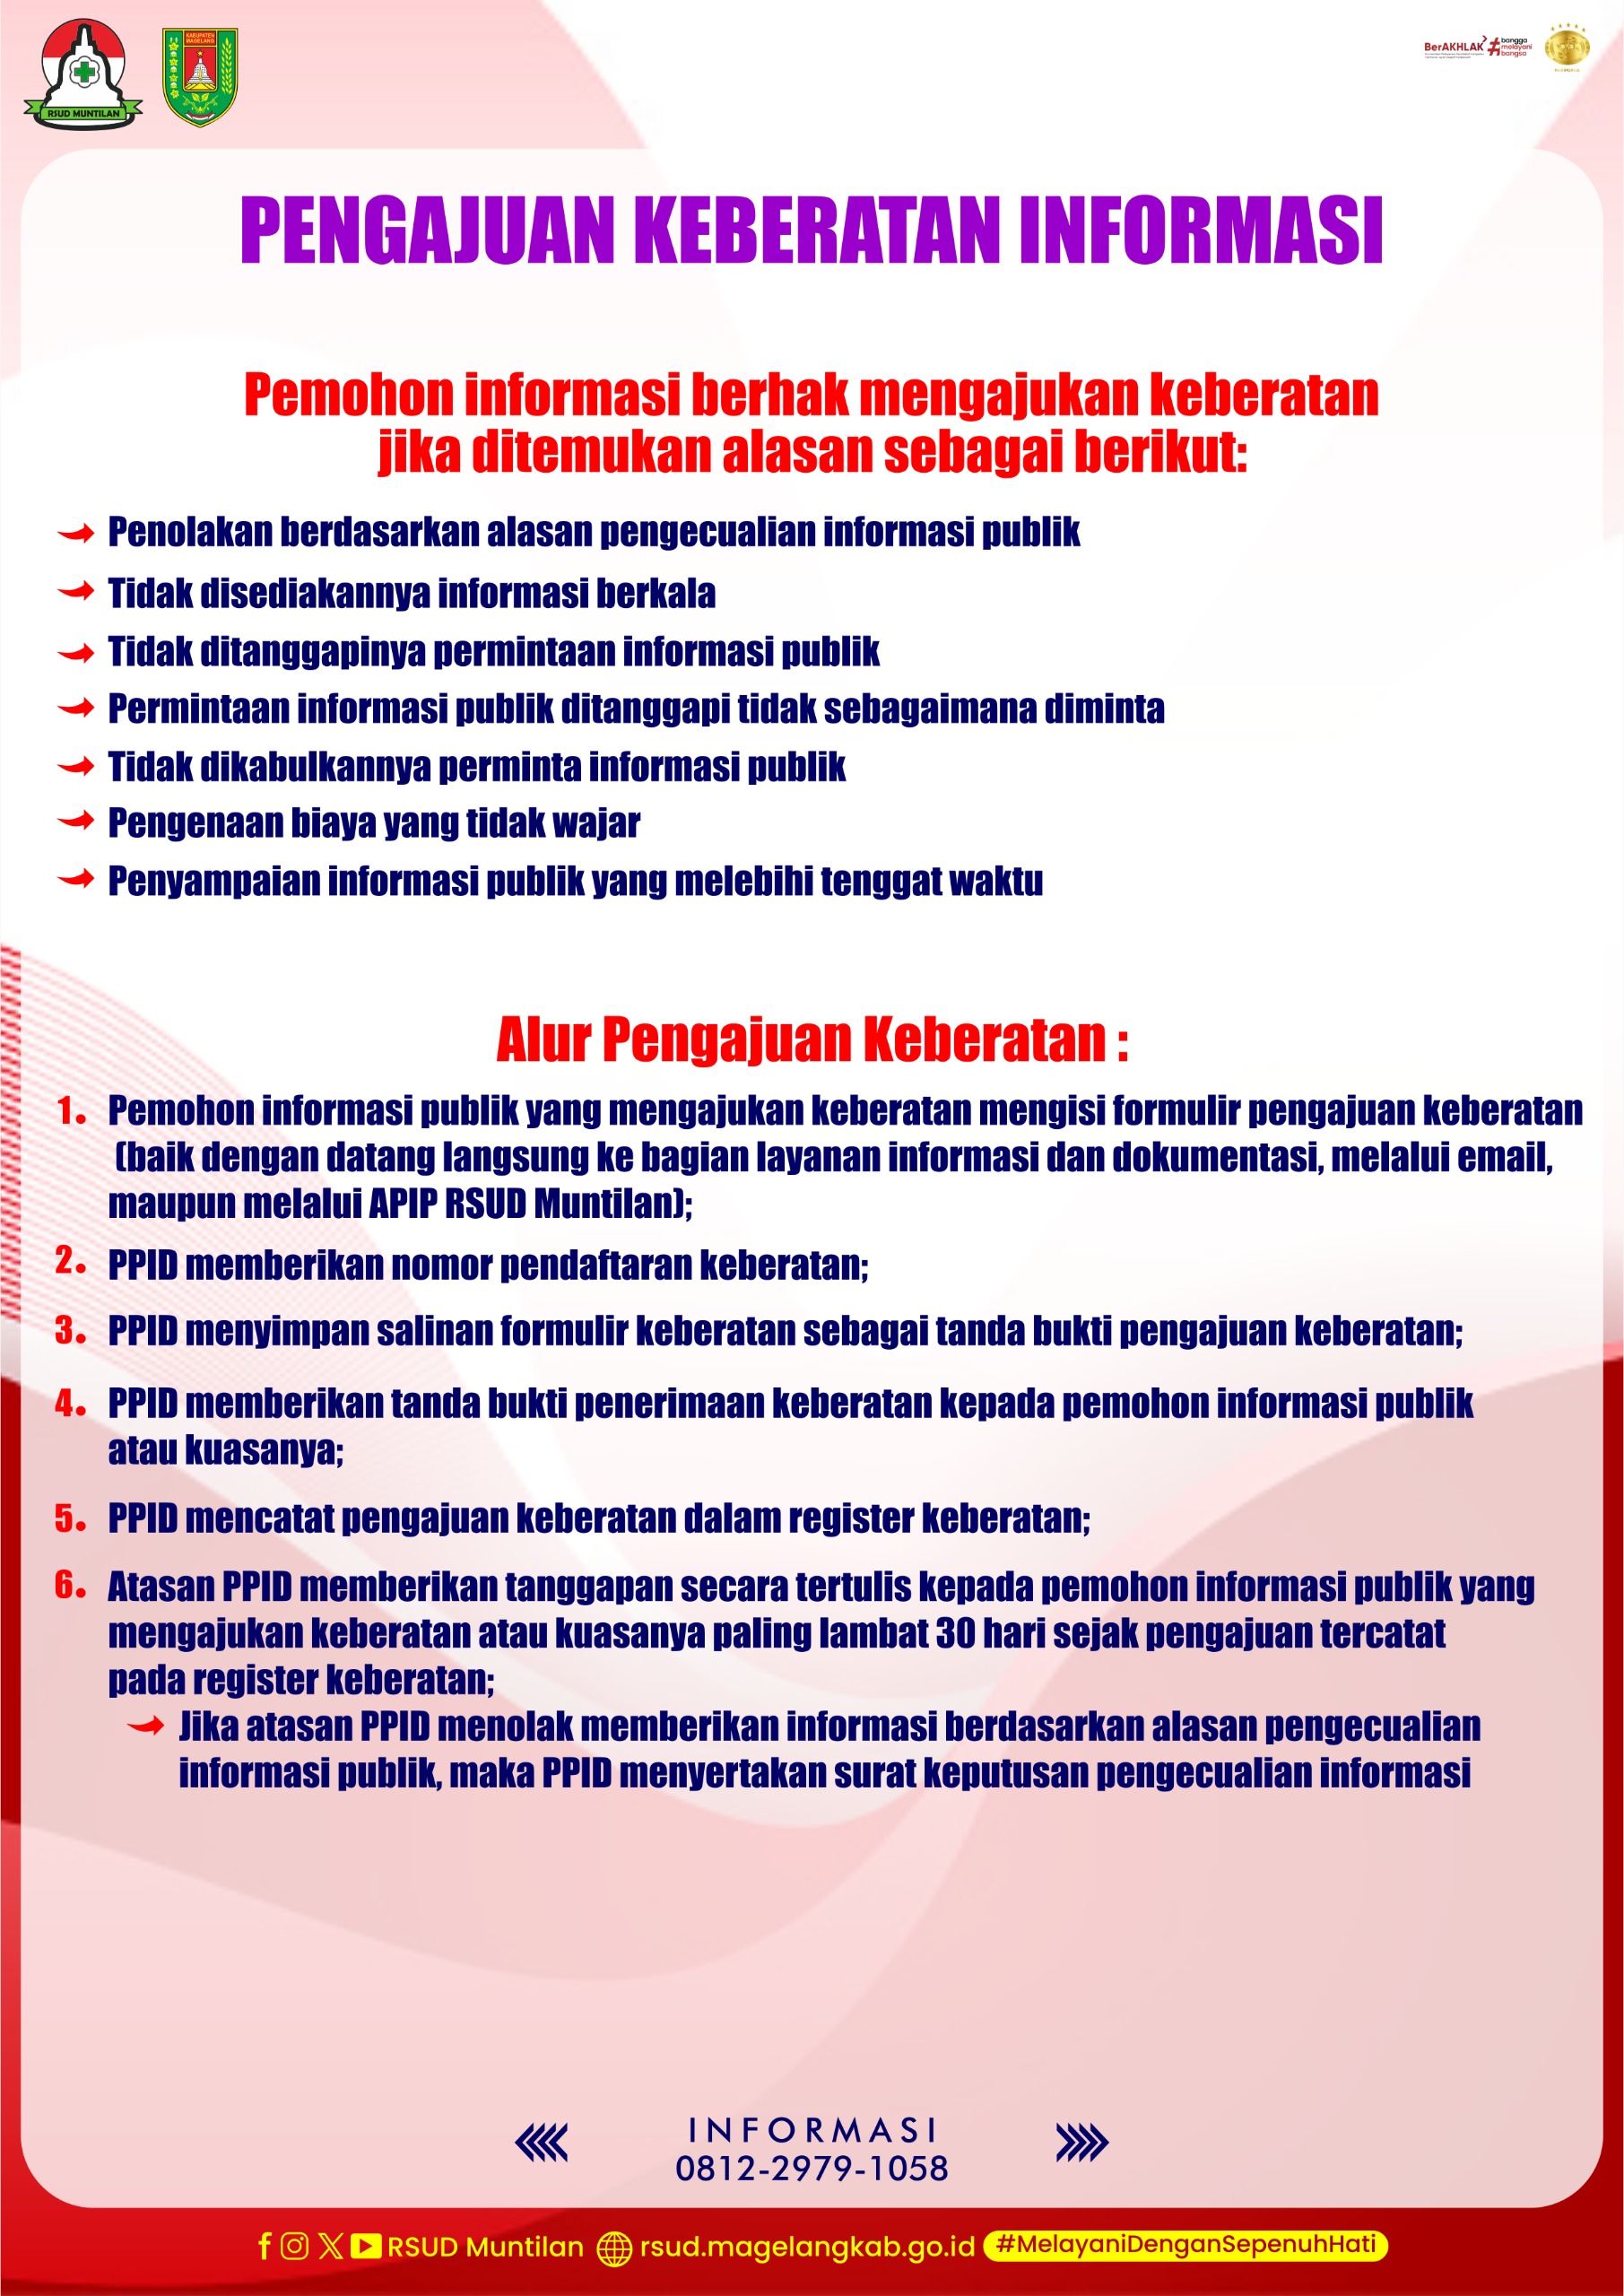 RSUD MUNTILAN
KABUPATEN
MAGELANG
BerAKHLAK
#bangga
melayani
bangsa
PENGAJUAN KEBERATAN INFORMASI
Pemohon informasi berhak mengajukan keberatan
jika ditemukan alasan sebagai berikut:
Penolakan berdasarkan alasan pengecualian informasi publik
Tidak disediakannya informasi berkala
Tidak ditanggapinya permintaan informasi publik
Permintaan informasi publik ditanggapi tidak sebagaimana diminta
Tidak dikabulkannya perminta informasi publik
Pengenaan biaya yang tidak wajar
Penyampaian informasi publik yang melebihi tenggat waktu
Alur Pengajuan Keberatan :
1. Pemohon informasi publik yang mengajukan keberatan mengisi formulir pengajuan keberatan
(baik dengan datang langsung ke bagian layanan informasi dan dokumentasi, melalui email,
maupun melalui APIP RSUD Muntilan);
2. PPID memberikan nomor pendaftaran keberatan;
3. PPID menyimpan salinan formulir keberatan sebagai tanda bukti pengajuan keberatan;
4. PPID memberikan tanda bukti penerimaan keberatan kepada pemohon informasi publik
atau kuasanya;
5. PPID mencatat pengajuan keberatan dalam register keberatan;
6. Atasan PPID memberikan tanggapan secara tertulis kepada pemohon informasi publik yang
mengajukan keberatan atau kuasanya paling lambat 30 hari sejak pengajuan tercatat
pada register keberatan;
Jika atasan PPID menolak memberikan informasi berdasarkan alasan pengecualian
informasi publik, maka PPID menyertakan surat keputusan pengecualian informasi
INFORMASI
0812-2979-1058
RSUD Muntilan rsud.magelangkab.go.id #MelayaniDenganSepenuhHati